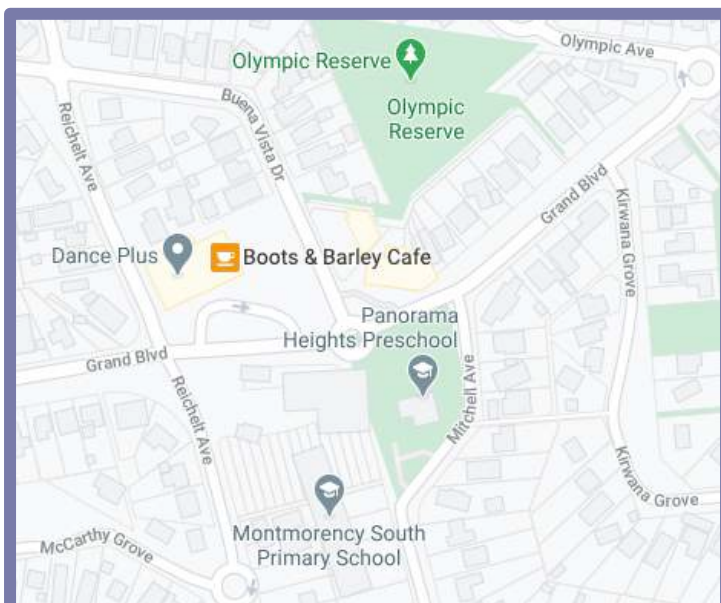 Olympic Ave
Olympic Reserve
Olympic
Reserve
Buena Vista Dr
Reichelt Ave
Grand Blvd
Kirwana Grove
Dance Plus
Boots & Barley Cafe
Panorama
Heights Preschool
Grand Blvd
Reichelt Ave
Mitchell Ave
Kirwana Grove
Montmorency South
Primary School
McCarthy Grove